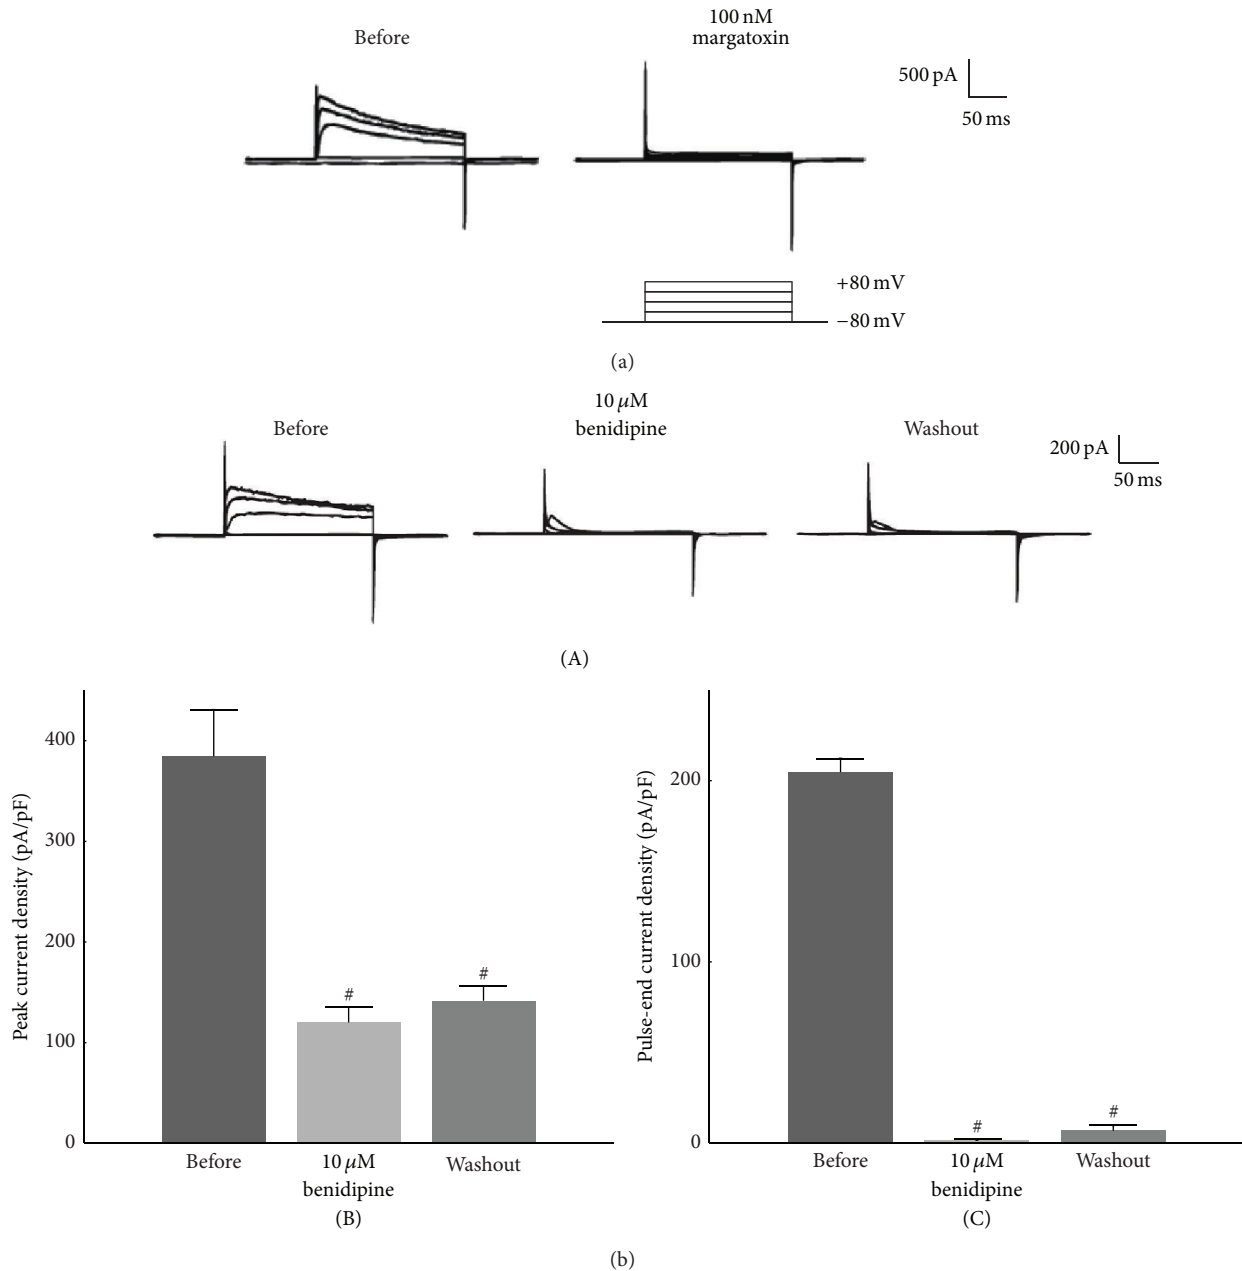 Before
100 nM
margatoxin
500 pA
50 ms
+80 mV
−80 mV
(a)
Before
10 μM
benidipine
Washout
200 pA
50 ms
(A)
Peak current density (pA/pF)
400
300
200
100
0
#
#
Before
10 μM
benidipine
Washout
(B)
Pulse-end current density (pA/pF)
200
100
0
#
#
Before
10 μM
benidipine
Washout
(C)
(b)